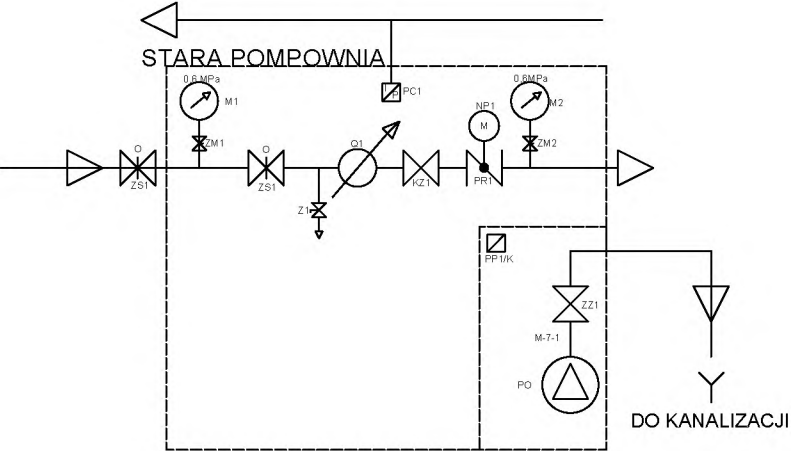 STARA POMPOWNIA
0,6 MPa
0,6MPa
M1
PC1
NP1
M2
M
ZM1
ZM2
O
O
Q1
ZS1
ZS1
KZ1
PR1
Z1
PP1/K
ZZ1
M-7-1
PO
DO KANALIZACJI